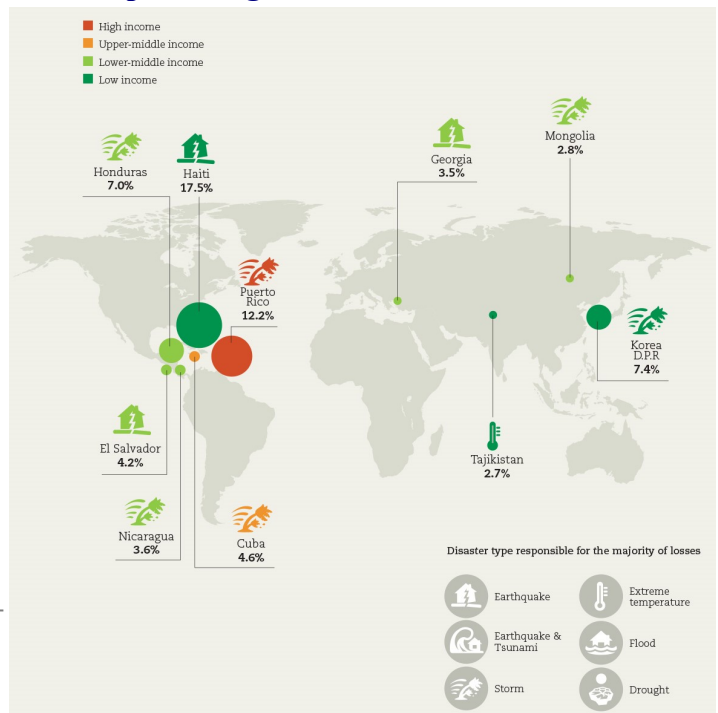 High income
Upper-middle income
Lower-middle income
Low income
Honduras
7.0%
Haiti
17.5%
Puerto
Rico
12.2%
Georgia
3.5%
Mongolia
2.8%
Korea
D.P.R
7.4%
Tajikistan
2.7%
El Salvador
4.2%
Nicaragua
3.6%
Cuba
4.6%
Disaster type responsible for the majority of losses
Earthquake
Extreme
temperature
Earthquake &
Tsunami
Flood
Storm
Drought